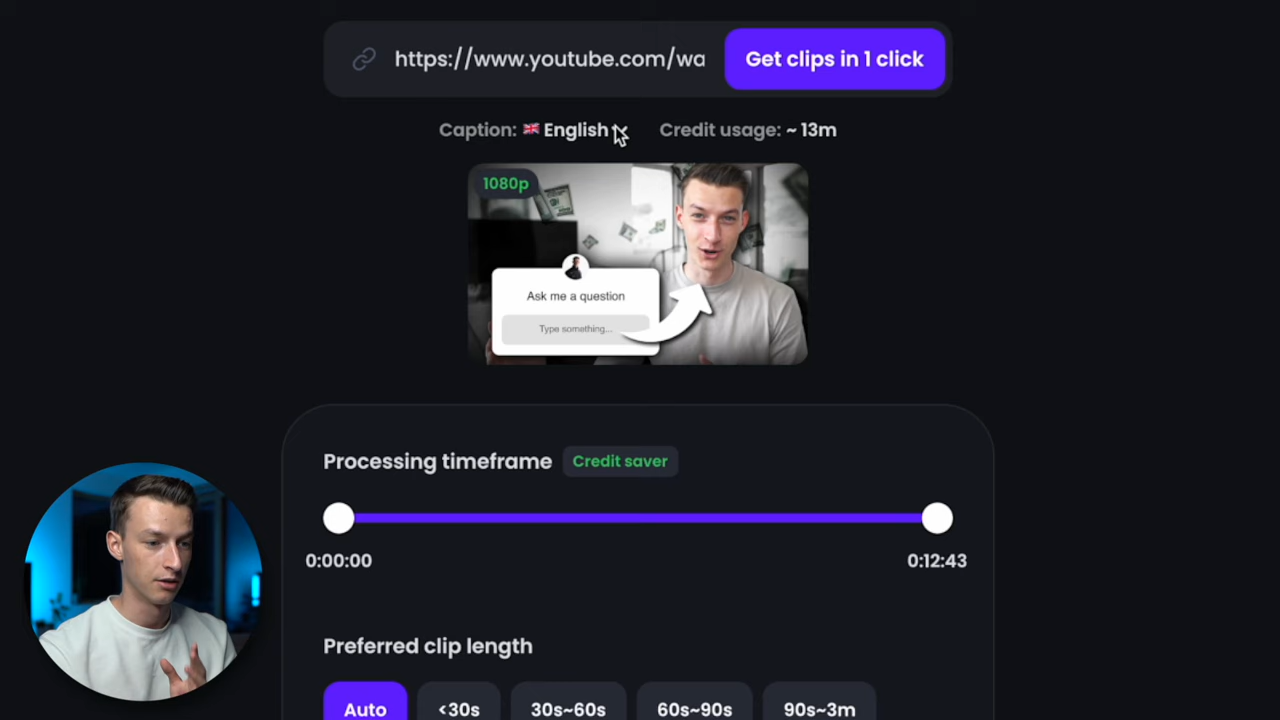 https://www.youtube.com/wa
Get clips in 1 click
Caption: English
Credit usage: ~ 13m
1080p
Ask me a question
Type something...
Processing timeframe
Credit saver
0:00:00
0:12:43
Preferred clip length
Auto
<30s
30s~60s
60s~90s
90s~3m